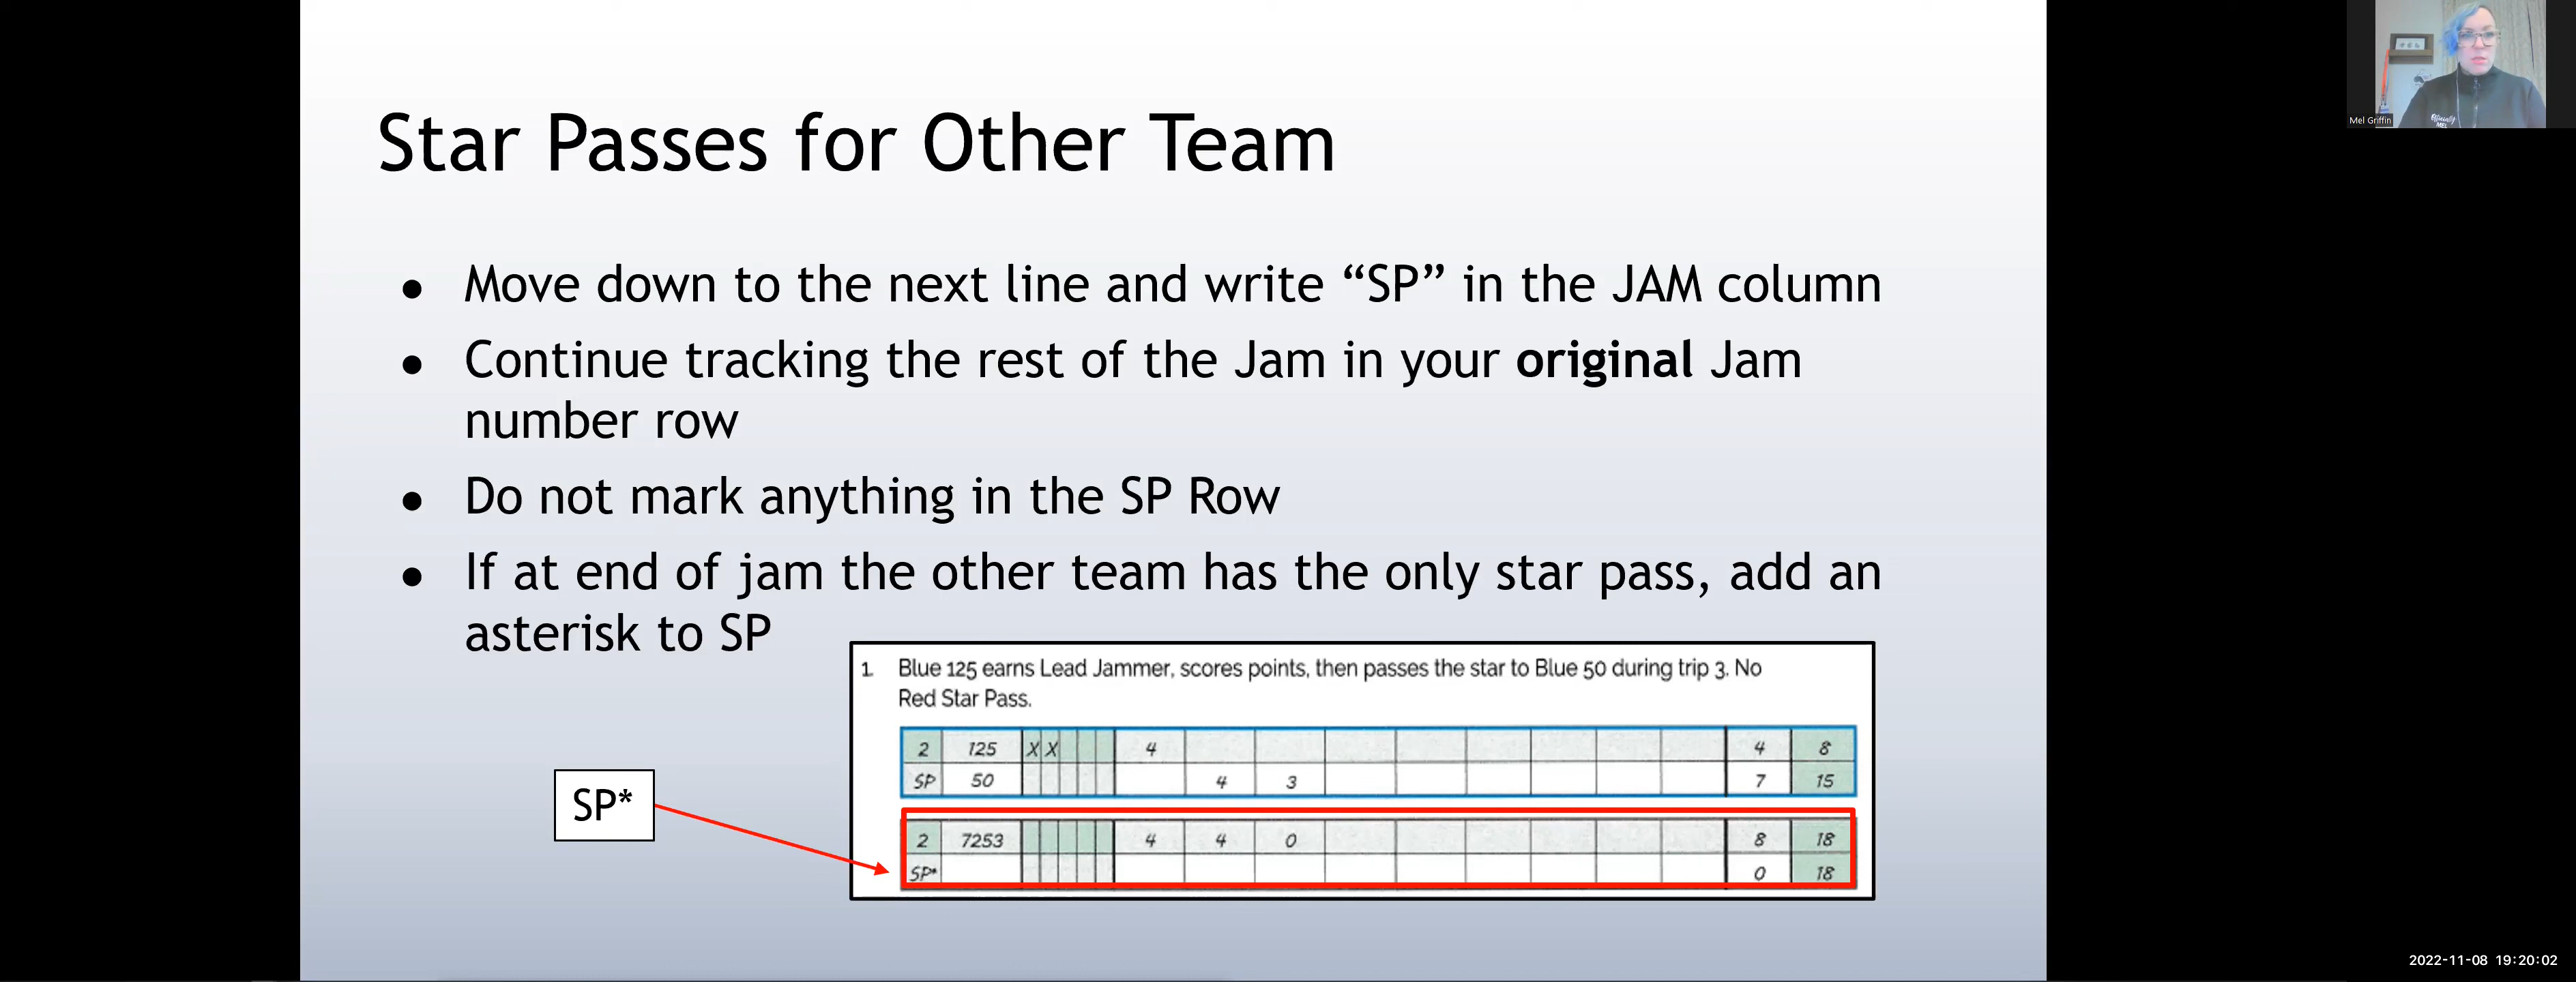 Mel Griffin
Officially
MEL
Star Passes for Other Team
● Move down to the next line and write “SP” in the JAM column
● Continue tracking the rest of the Jam in your original Jam
number row
● Do not mark anything in the SP Row
● If at end of jam the other team has the only star pass, add an
asterisk to SP
1. Blue 125 earns Lead Jammer, scores points, then passes the star to Blue 50 during trip 3. No
Red Star Pass.
2 125 X X 4 4 8
SP 50 4 3 7 15
SP*
2 7253 4 4 0 8 18
SP* 0 18
2022-11-08 19:20:02